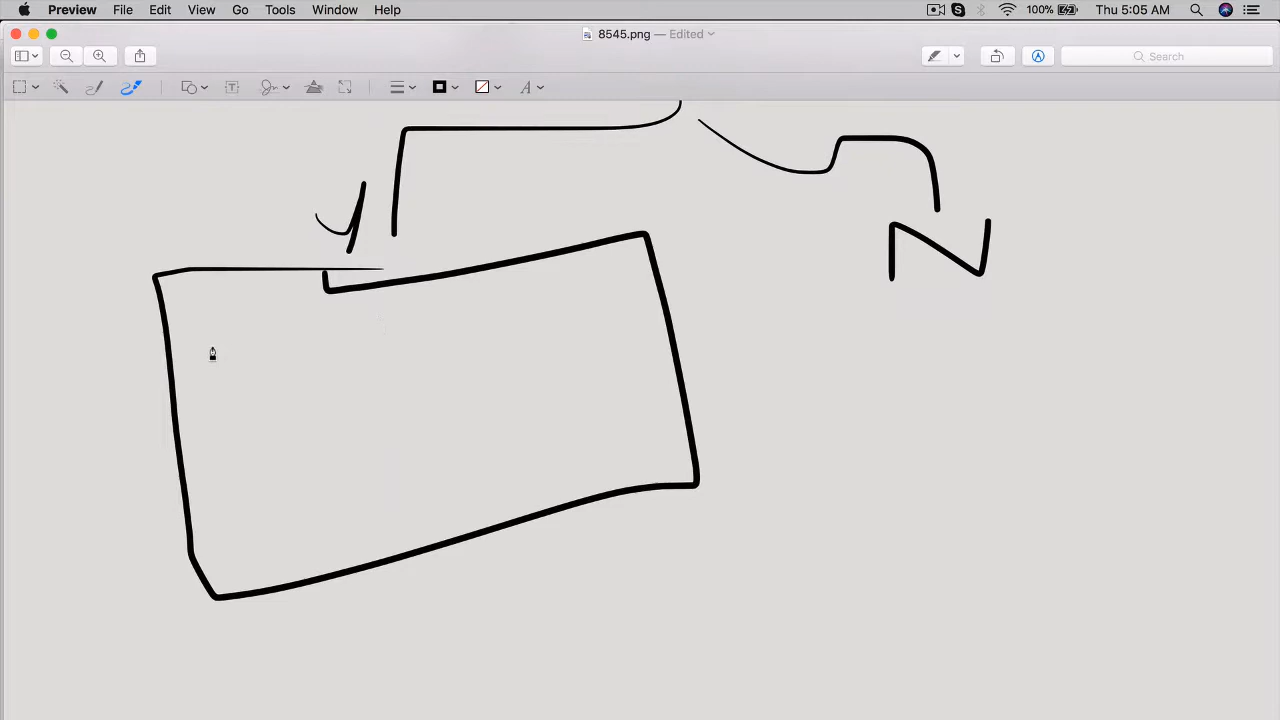 Preview File Edit View Go Tools Window Help 100% Thu 5:05 AM
8545.png — Edited
Search
A
Y
N